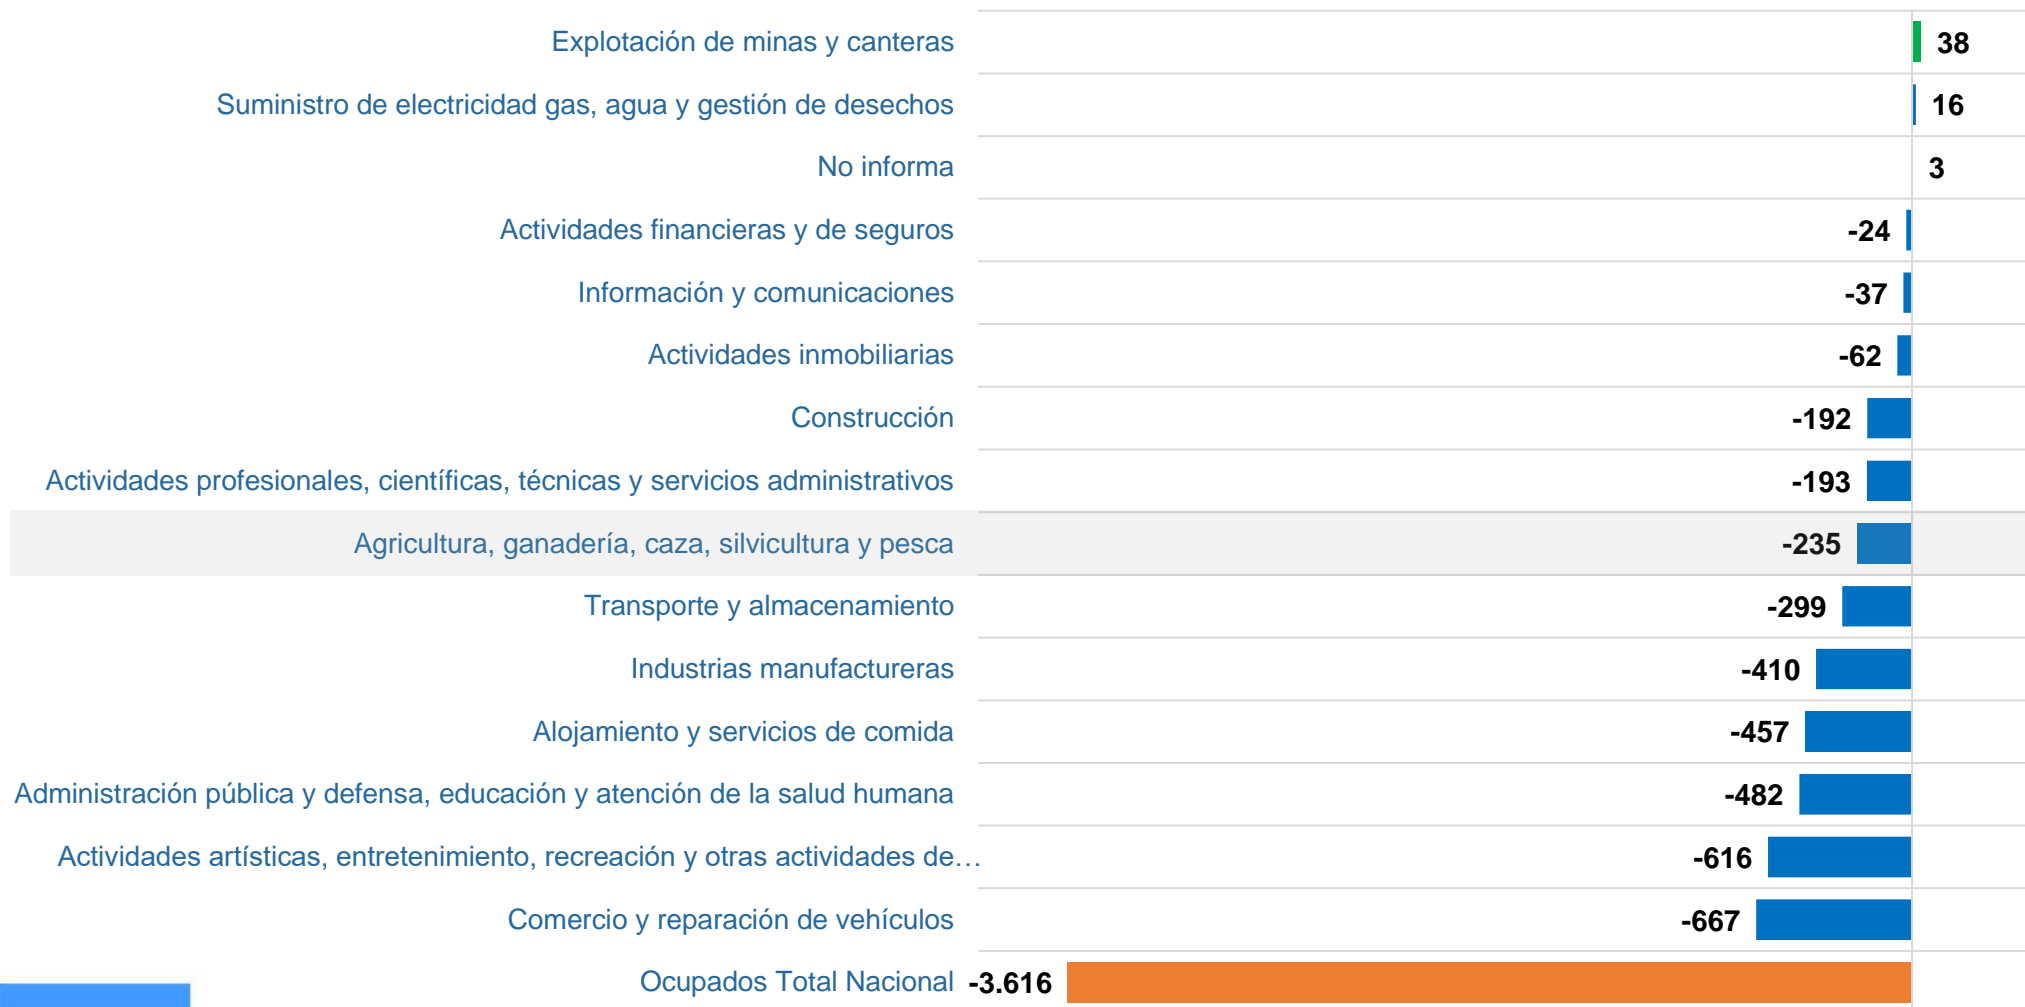 Explotación de minas y canteras 38
Suministro de electricidad gas, agua y gestión de desechos 16
No informa 3
Actividades financieras y de seguros -24
Información y comunicaciones -37
Actividades inmobiliarias -62
Construcción -192
Actividades profesionales, científicas, técnicas y servicios administrativos -193
Agricultura, ganadería, caza, silvicultura y pesca -235
Transporte y almacenamiento -299
Industrias manufactureras -410
Alojamiento y servicios de comida -457
Administración pública y defensa, educación y atención de la salud humana -482
Actividades artísticas, entretenimiento, recreación y otras actividades de… -616
Comercio y reparación de vehículos -667
Ocupados Total Nacional -3.616